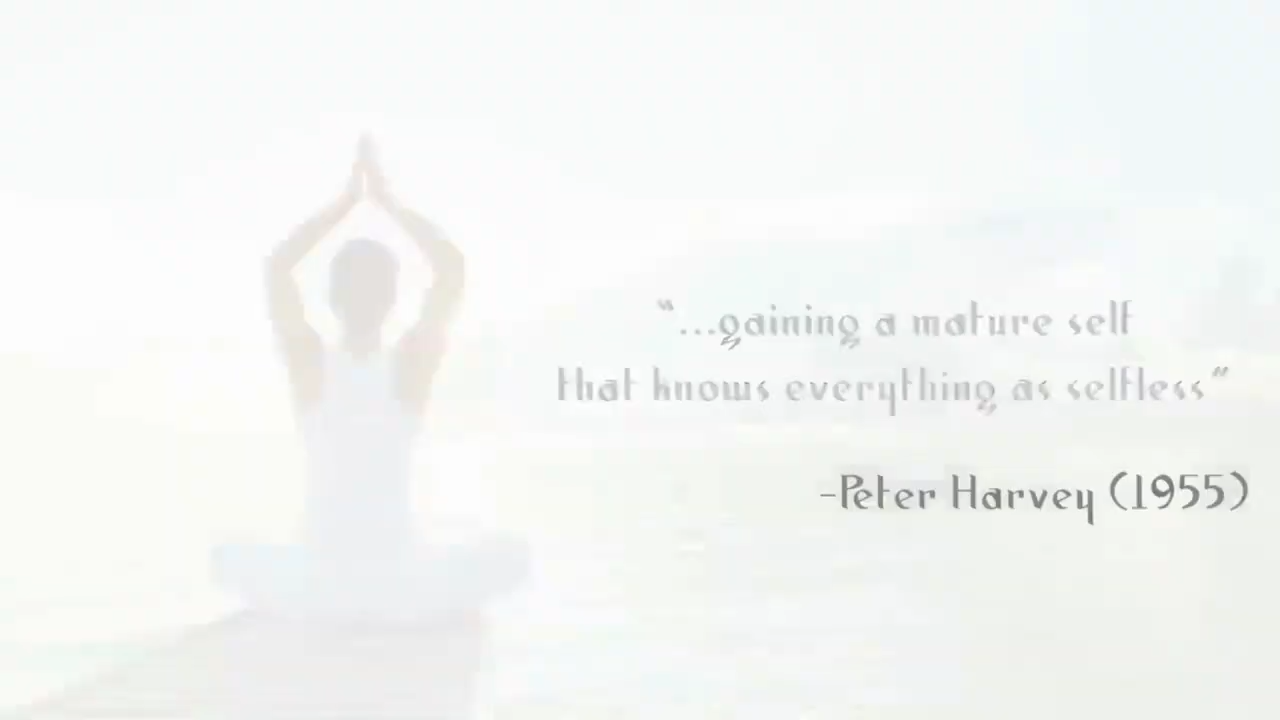 “...gaining a mature self
that knows everything as selfless”
-Peter Harvey (1955)